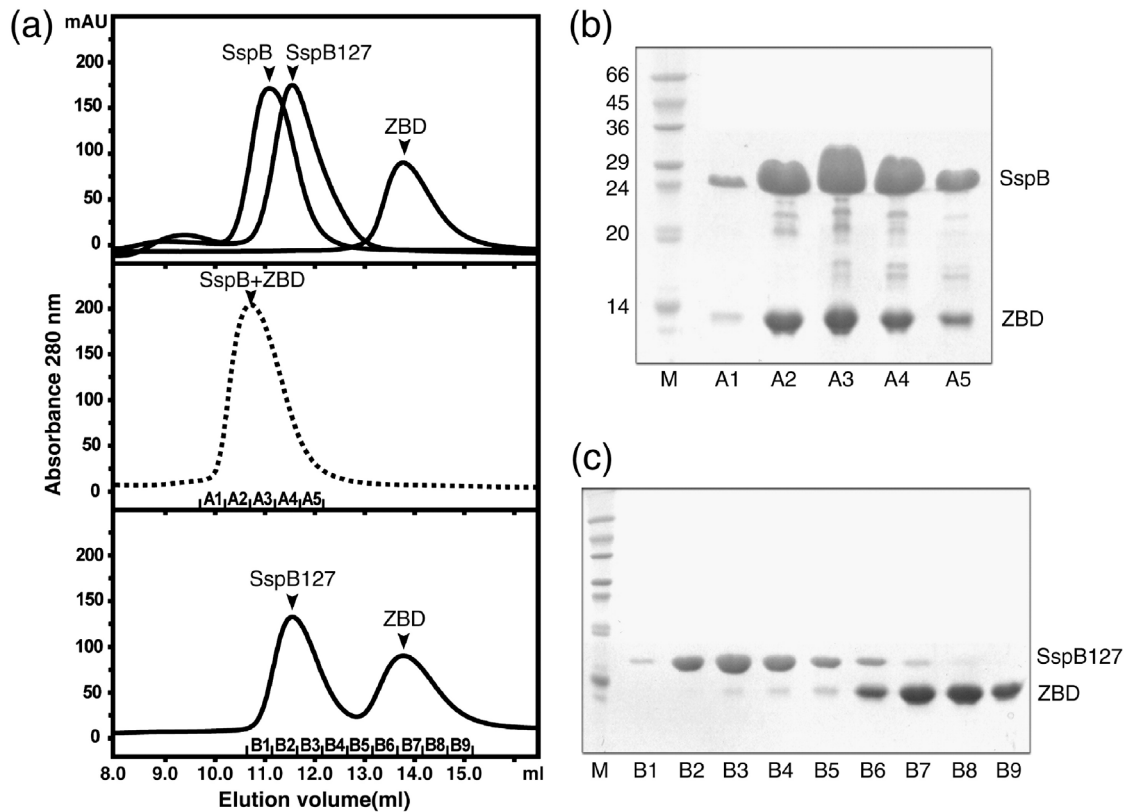 (a)
mAU
SspB SspB127
ZBD
200
150
100
50
0
SspB+ZBD
200
150
100
50
0
A1 A2 A3 A4 A5
SspB127
ZBD
200
150
100
50
0
B1 B2 B3 B4 B5 B6 B7 B8 B9
8.0 9.0 10.0 11.0 12.0 13.0 14.0 15.0 ml
Elution volume(ml)
Absorbance 280 nm
(b)
66
45
36
29
24
20
14
SspB
ZBD
M A1 A2 A3 A4 A5
(c)
SspB127
ZBD
M B1 B2 B3 B4 B5 B6 B7 B8 B9